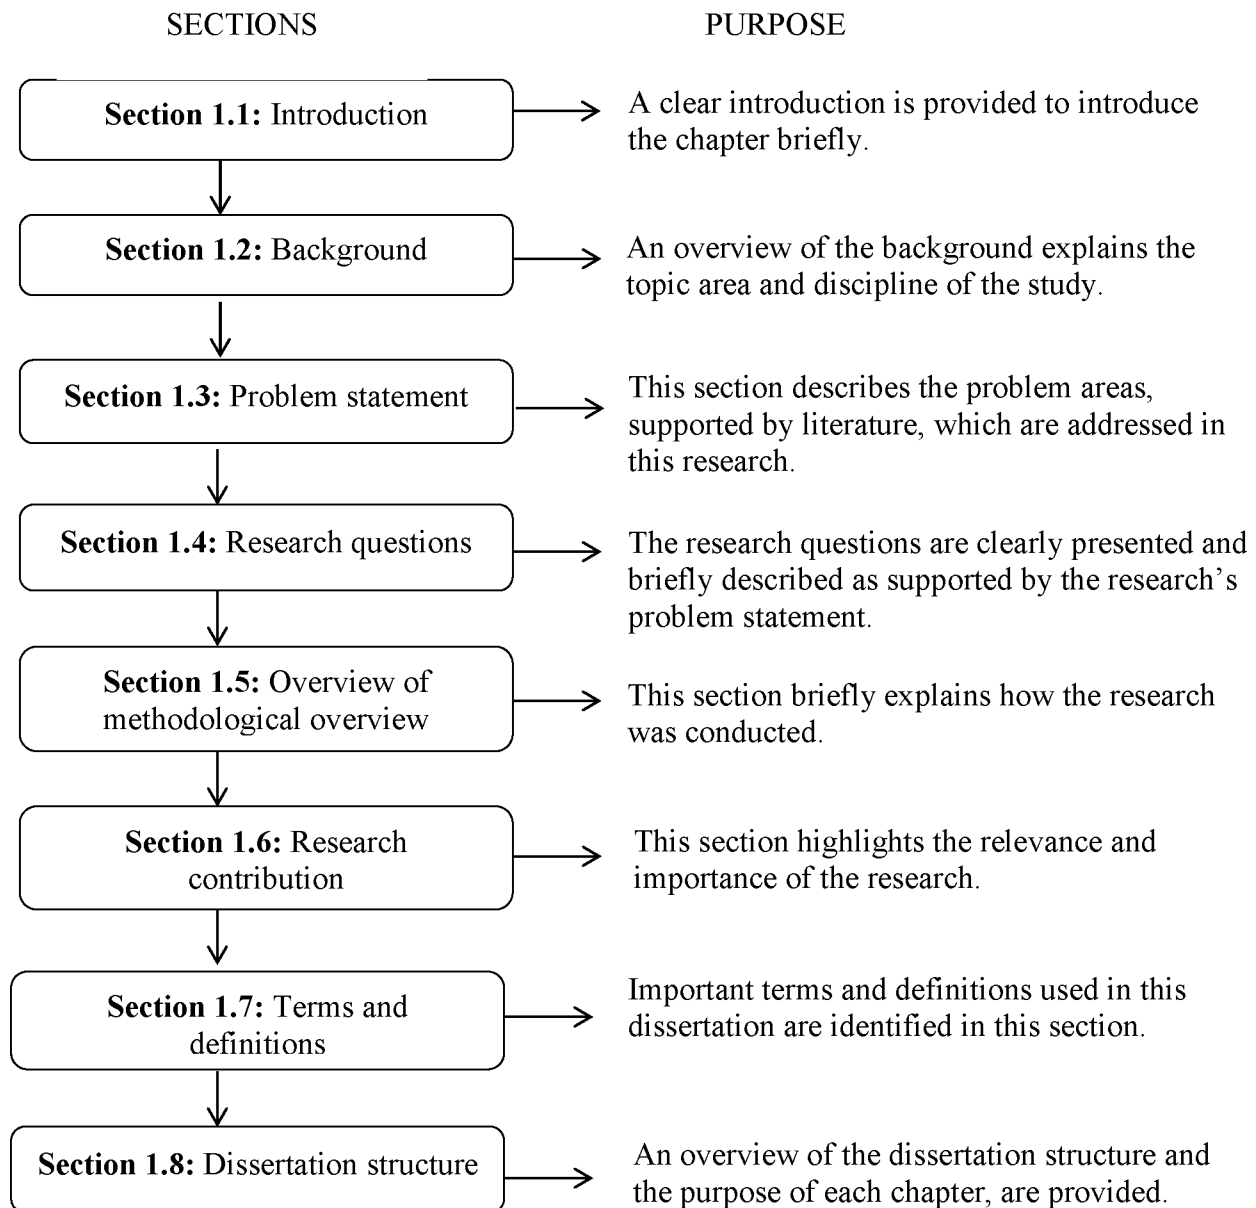 SECTIONS
PURPOSE
Section 1.1: Introduction
A clear introduction is provided to introduce
the chapter briefly.
Section 1.2: Background
An overview of the background explains the
topic area and discipline of the study.
Section 1.3: Problem statement
This section describes the problem areas,
supported by literature, which are addressed in
this research.
Section 1.4: Research questions
The research questions are clearly presented and
briefly described as supported by the research’s
problem statement.
Section 1.5: Overview of
methodological overview
This section briefly explains how the research
was conducted.
Section 1.6: Research
contribution
This section highlights the relevance and
importance of the research.
Section 1.7: Terms and
definitions
Important terms and definitions used in this
dissertation are identified in this section.
Section 1.8: Dissertation structure
An overview of the dissertation structure and
the purpose of each chapter, are provided.